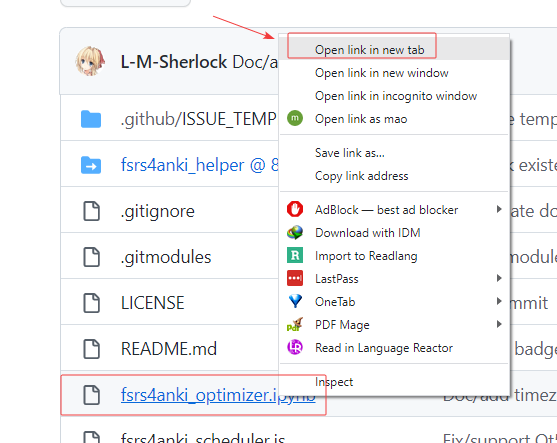 L-M-Sherlock Doc/a
.github/ISSUE_TEMP
fsrs4anki_helper @ 8
.gitignore
.gitmodules
LICENSE
README.md
fsrs4anki_optimizer.ipynb
fsrs4anki_scheduler.js
Open link in new tab
Open link in new window
Open link in incognito window
m Open link as mao
Save link as...
Copy link address
AdBlock — best ad blocker
Download with IDM
R Import to Readlang
LastPass
OneTab
pdf PDF Mage
LR Read in Language Reactor
Inspect
e temp
k existe
ate do
mmit
badge
Doc/add timez
Fix/support Qt5